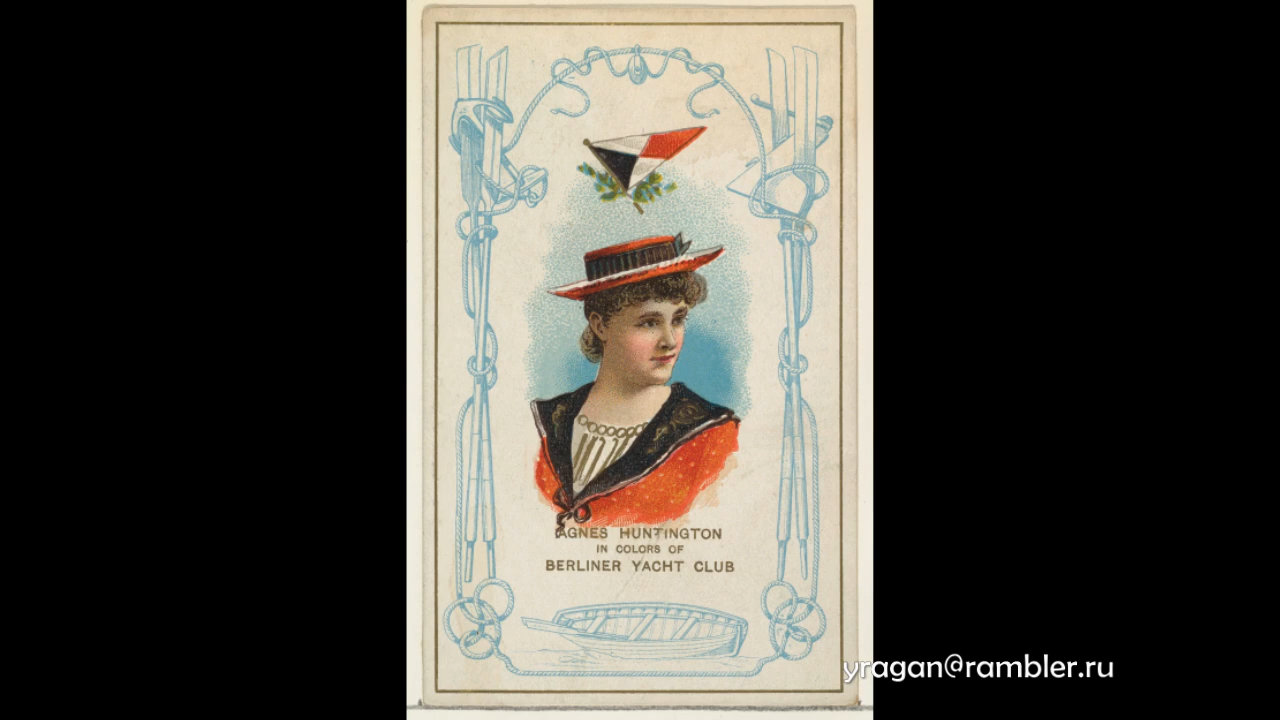 AGNES HUNTINGTON
IN COLORS OF
BERLINER YACHT CLUB
yragan@rambler.ru